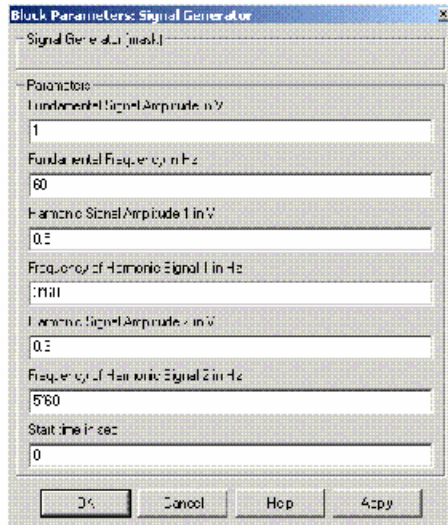 Block Parameters: Signal Generator
Signal Generator (mask)
Parameters
Fundamental Signal Amplitude in V
1
Fundamental Frequency in Hz
60
Harmonic Signal Amplitude 1 in V
Frequency of Harmonic Signal 1 in Hz
3*60
Harmonic Signal Amplitude 2 in V
0.3
Frequency of Harmonic Signal 2 in Hz
5*60
Start time in sec
0
OK Cancel Help Apply